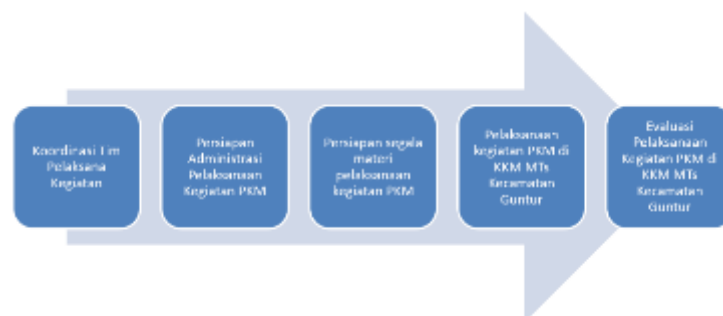 Koordinasi Tim
Pelaksana
Kegiatan
Persiapan
Administrasi
Pelaksanaan
Kegiatan PKM
Persiapan segala
materi
pelaksanaan
kegiatan PKM
Pelaksanaan
kegiatan PKM di
KKM MTs
Kecamatan
Guntur
Evaluasi
Pelaksanaan
Kegiatan PKM di
KKM MTs
Kecamatan
Guntur